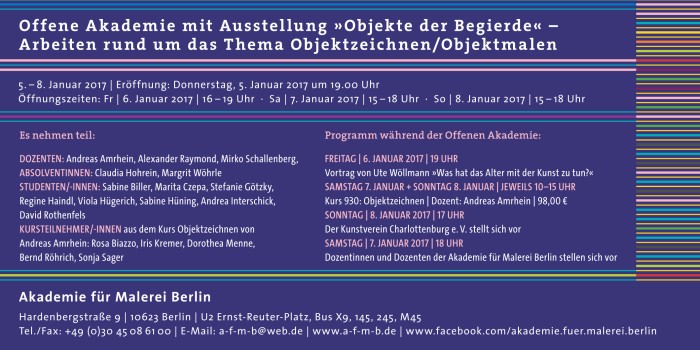 Offene Akademie mit Ausstellung »Objekte der Begierde« –
Arbeiten rund um das Thema Objektzeichnen/Objektmalen
5. – 8. Januar 2017 | Eröffnung: Donnerstag, 5. Januar 2017 um 19.00 Uhr
Öffnungszeiten: Fr | 6. Januar 2017 | 16 – 19 Uhr · Sa | 7. Januar 2017 | 15 – 18 Uhr · So | 8. Januar 2017 | 15 – 18 Uhr
Es nehmen teil:
DOZENTEN: Andreas Amrhein, Alexander Raymond, Mirko Schallenberg,
ABSOLVENTINNEN: Claudia Hohrein, Margrit Wöhrle
STUDENTEN/-INNEN: Sabine Biller, Marita Czepa, Stefanie Götzky,
Regine Haindl, Viola Hügerich, Sabine Hüning, Andrea Interschick,
David Rothenfels
KURSTEILNEHMER/-INNEN aus dem Kurs Objektzeichnen von
Andreas Amrhein: Rosa Biazzo, Iris Kremer, Dorothea Menne,
Bernd Röhrich, Sonja Sager
Programm während der Offenen Akademie:
FREITAG | 6. JANUAR 2017 | 19 UHR
Vortrag von Ute Wöllmann »Was hat das Alter mit der Kunst zu tun?«
SAMSTAG 7. JANUAR + SONNTAG 8. JANUAR | JEWEILS 10–15 UHR
Kurs 930: Objektzeichnen | Dozent: Andreas Amrhein | 98,00 €
SONNTAG | 8. JANUAR 2017 | 17 UHR
Der Kunstverein Charlottenburg e. V. stellt sich vor
SAMSTAG | 7. JANUAR 2017 | 18 UHR
Dozentinnen und Dozenten der Akademie für Malerei Berlin stellen sich vor
Akademie für Malerei Berlin
Hardenbergstraße 9 | 10623 Berlin | U2 Ernst-Reuter-Platz, Bus X9, 145, 245, M45
Tel./Fax: +49 (0)30 45 08 61 00 | E-Mail: a-f-m-b@web.de | www.a-f-m-b.de | www.facebook.com/akademie.fuer.malerei.berlin